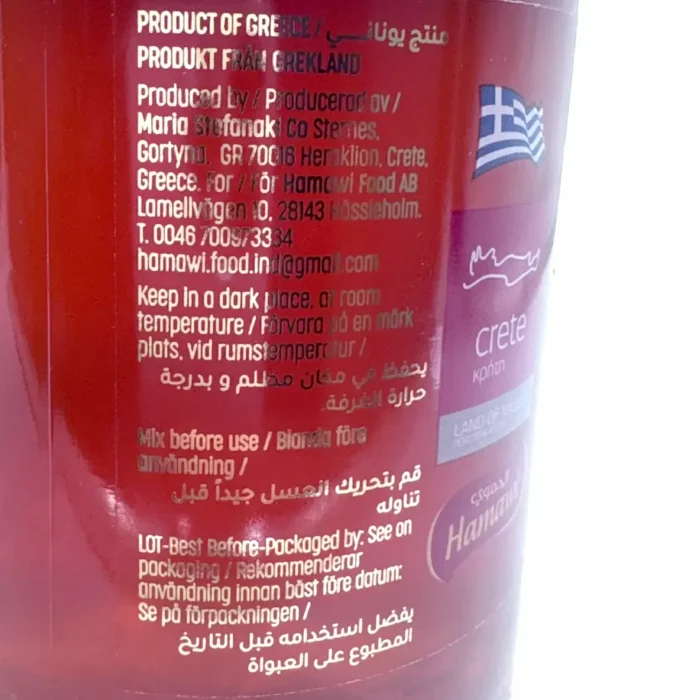 PRODUCT OF GREECE / منتج يوناني
PRODUKT FRÅN GREKLAND
Produced by / Producerad av /
Maria Stefanaki Co Sternes,
Gortyna, GR 70016 Heraklion, Crete,
Greece. For / För Hamawi Food AB
Lamellvägen 10, 28143 Hässleholm.
T. 0046 700973334
hamawi.food.ind@gmail.com
Keep in a dark place, at room
temperature / Förvara på en mörk
plats, vid rumstemperatur /
يحفظ في مكان مظلم و بدرجة
حرارة الغرفة.
Mix before use / Blanda före
användning /
قم بتحريك العسل جيداً قبل
تناوله
LOT-Best Before-Packaged by: See on
packaging / Rekommenderar
användning innan bäst före datum:
Se på förpackningen /
يفضل استخدامه قبل التاريخ
المطبوع على العبواة
crete
κρήτη
LAND OF
الحموي
Hamawi